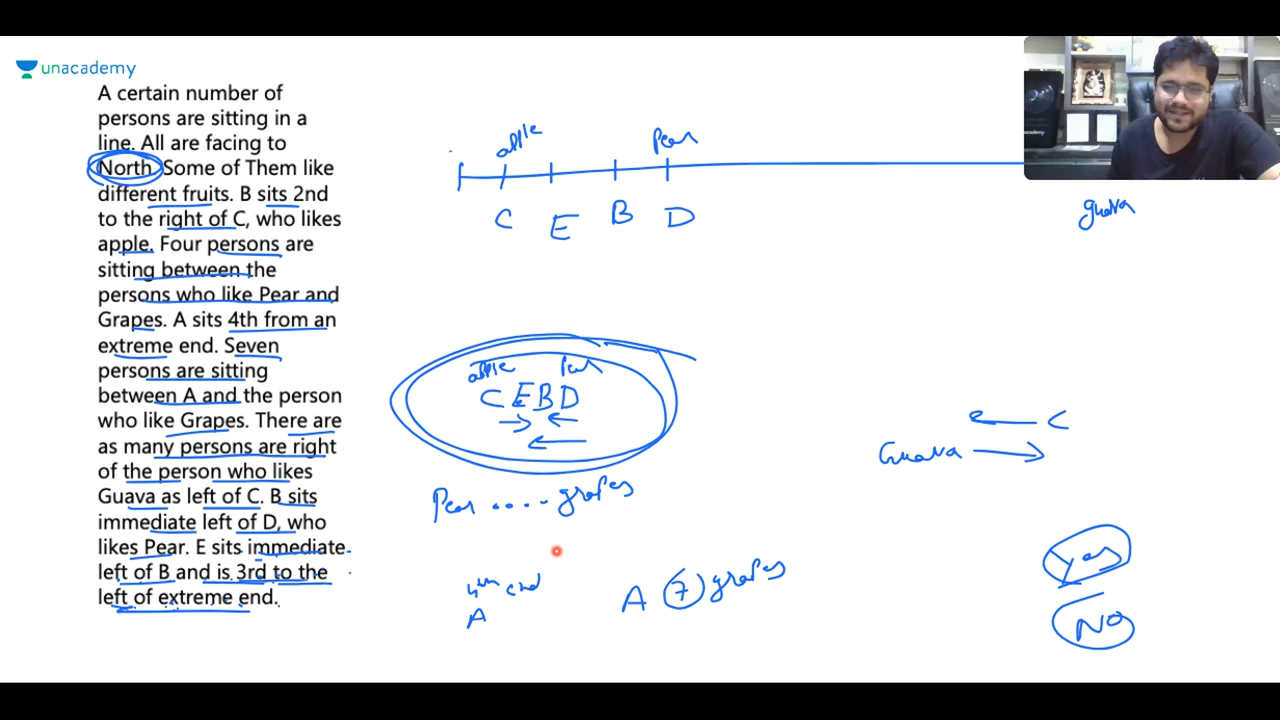 unacademy
A certain number of
persons are sitting in a
line. All are facing to
North. Some of Them like
different fruits. B sits 2nd
to the right of C, who likes
apple. Four persons are
sitting between the
persons who like Pear and
Grapes. A sits 4th from an
extreme end. Seven
persons are sitting
between A and the person
who like Grapes. There are
as many persons are right
of the person who likes
Guava as left of C. B sits
immediate left of D, who
likes Pear. E sits immediate
left of B and is 3rd to the
left of extreme end.
apple Pear
C E B D
guava
apple Pear
C E B D
C
Guava
Pear .... grapes
4th end
A
A 7 grapes
Yes
NO